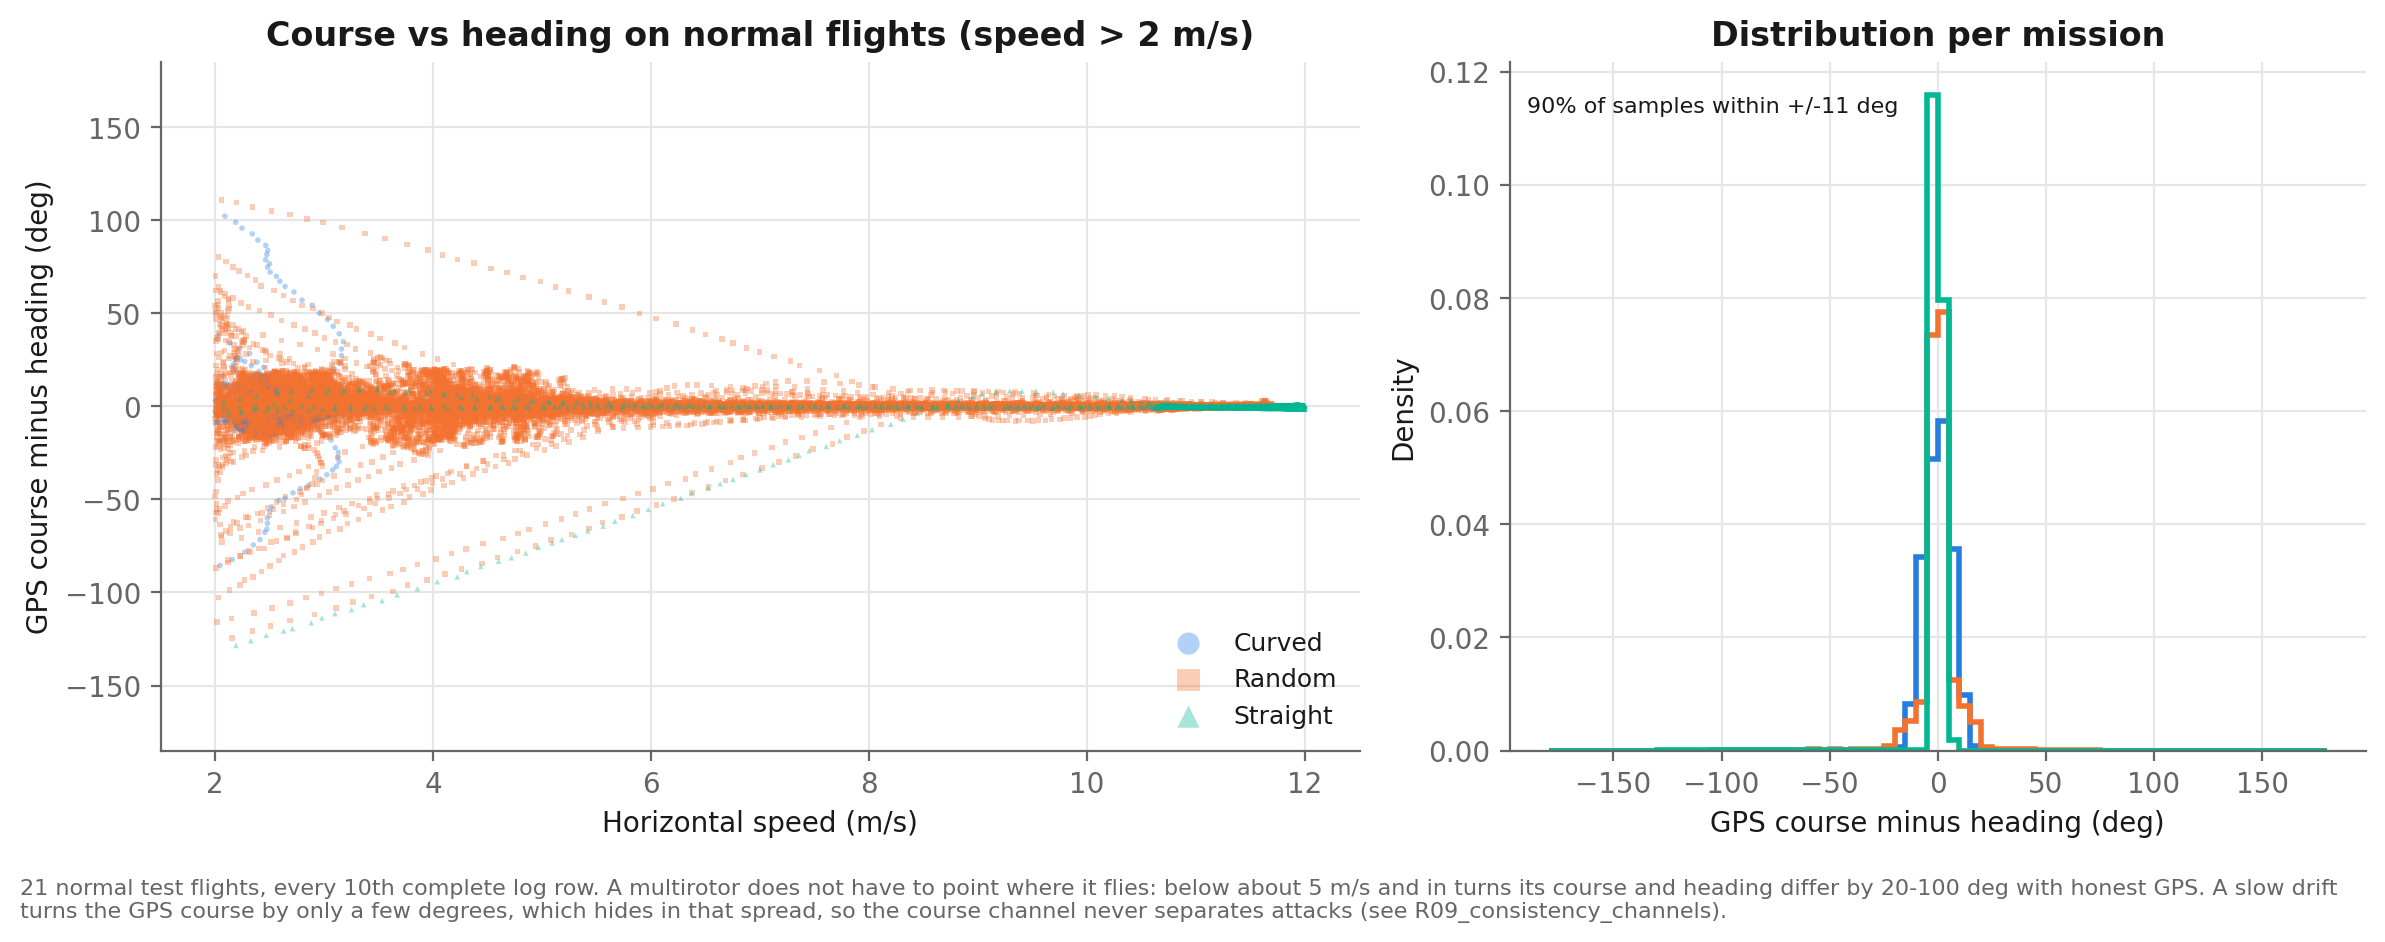 Course vs heading on normal flights (speed > 2 m/s)
GPS course minus heading (deg)
150
100
50
0
−50
−100
−150
2
4
6
8
10
12
Horizontal speed (m/s)
Curved
Random
Straight
Distribution per mission
90% of samples within +/-11 deg
Density
0.12
0.10
0.08
0.06
0.04
0.02
0.00
−150
−100
−50
0
50
100
150
GPS course minus heading (deg)
21 normal test flights, every 10th complete log row. A multirotor does not have to point where it flies: below about 5 m/s and in turns its course and heading differ by 20-100 deg with honest GPS. A slow drift
turns the GPS course by only a few degrees, which hides in that spread, so the course channel never separates attacks (see R09_consistency_channels).